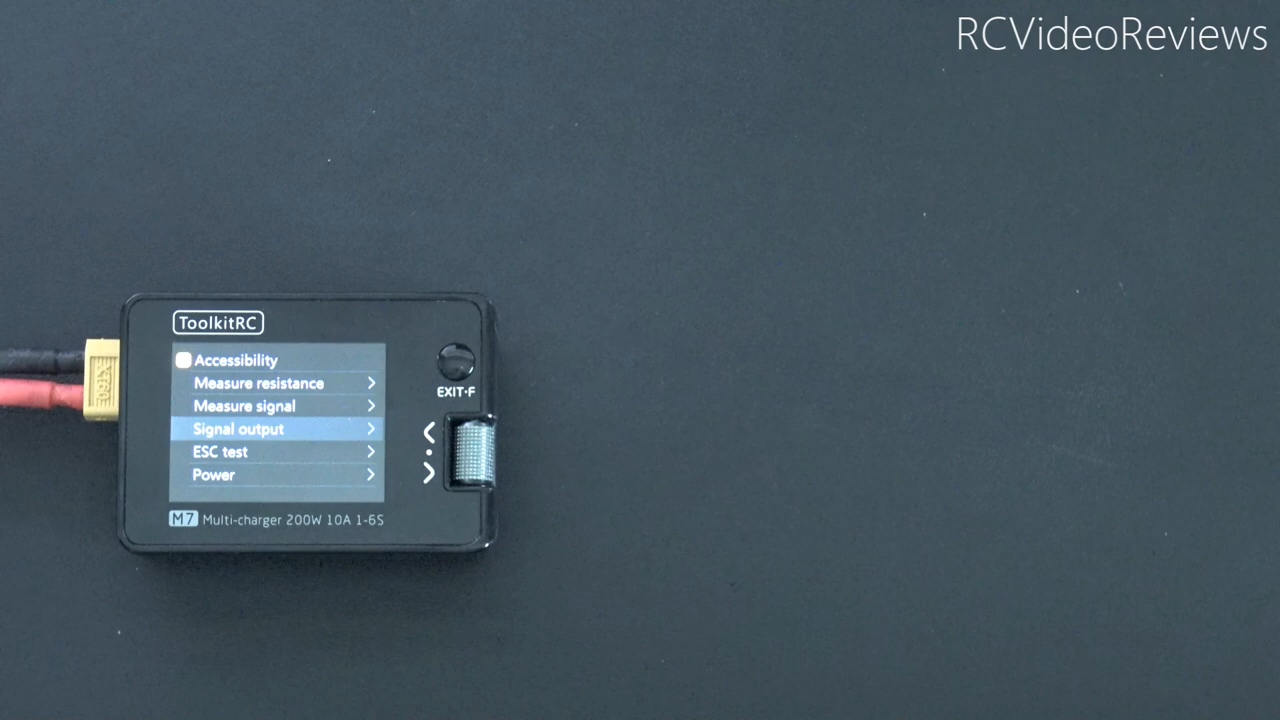 RCVideoReviews
ToolkitRC
Accessibility
Measure resistance >
Measure signal >
Signal output >
ESC test >
Power >
EXIT·F
M7 Multi-charger 200W 10A 1-6S
XT60E